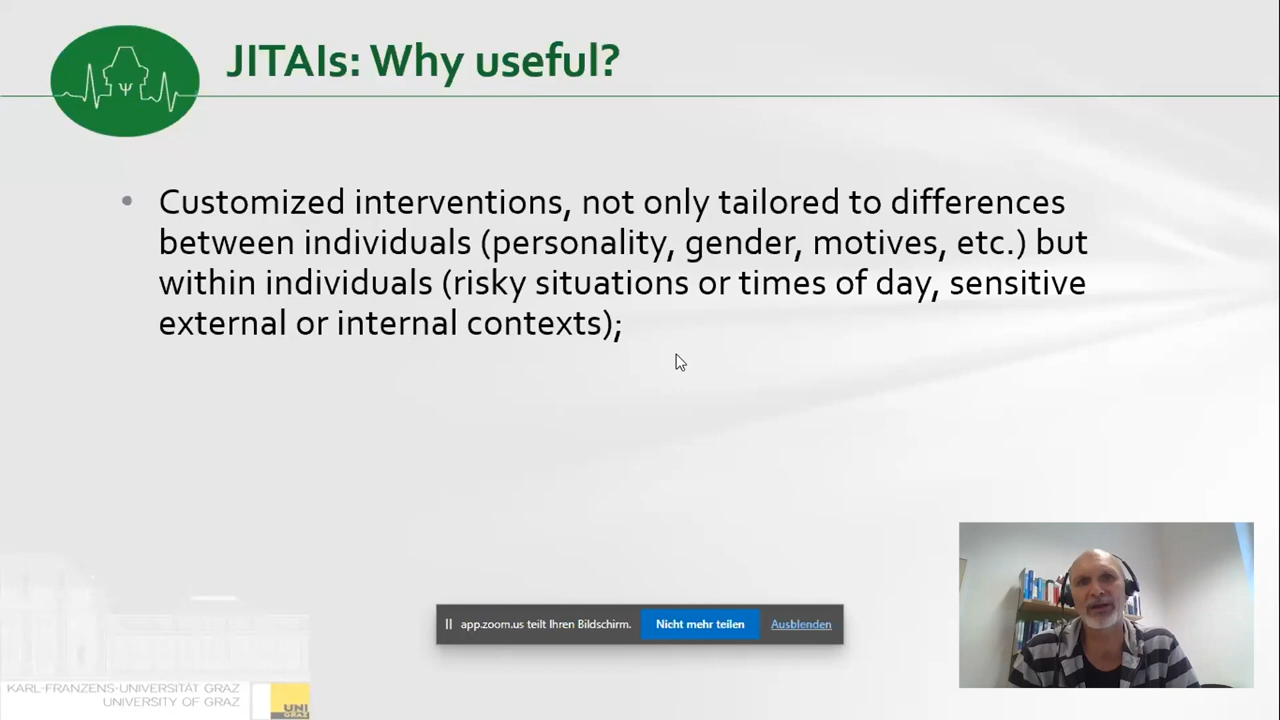 JITAIs: Why useful?
• Customized interventions, not only tailored to differences
between individuals (personality, gender, motives, etc.) but
within individuals (risky situations or times of day, sensitive
external or internal contexts);
app.zoom.us teilt Ihren Bildschirm. Nicht mehr teilen Ausblenden
KARL-FRANZENS-UNIVERSITÄT GRAZ
UNIVERSITY OF GRAZ
UNI
GRAZ